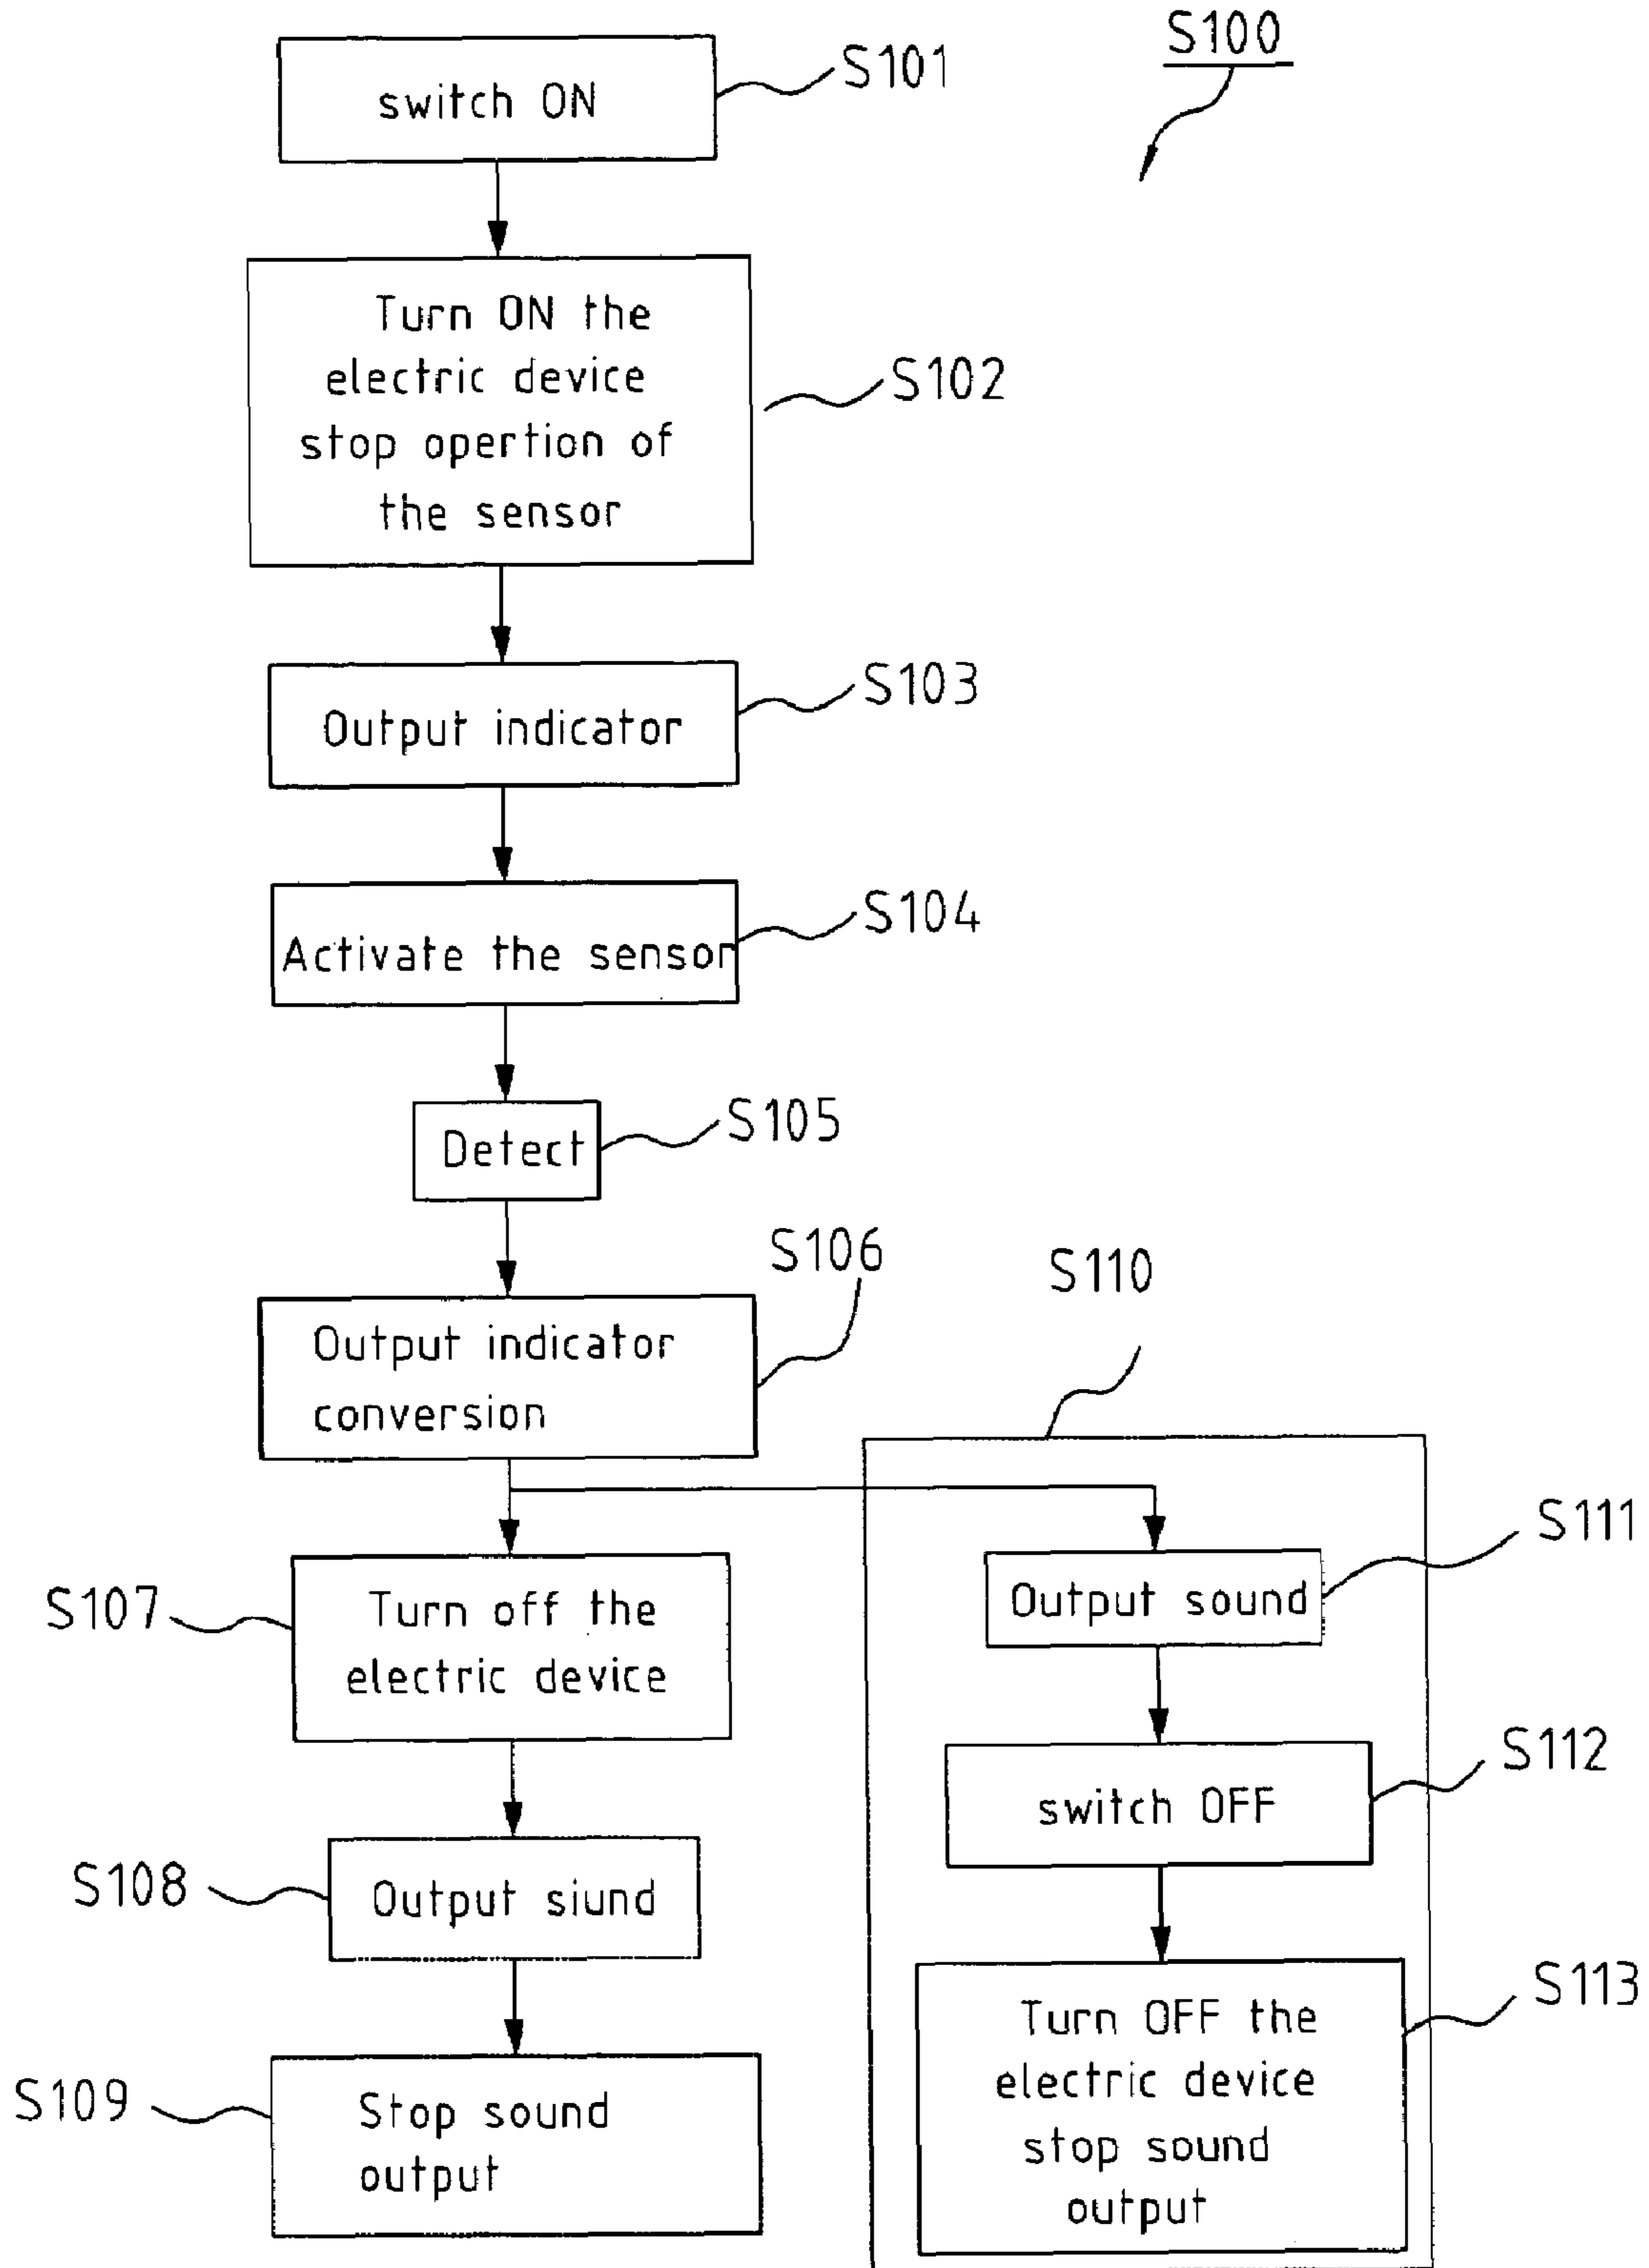 S100
switch ON
S101
Turn ON the
electric device
stop opertion of
the sensor
S102
Output indicator
S103
Activate the sensor
S104
Detect
S105
Output indicator
conversion
S106
S107
Turn off the
electric device
S108
Output siund
S109
Stop sound
output
S110
Output sound
S111
switch OFF
S112
Turn OFF the
electric device
stop sound
output
S113